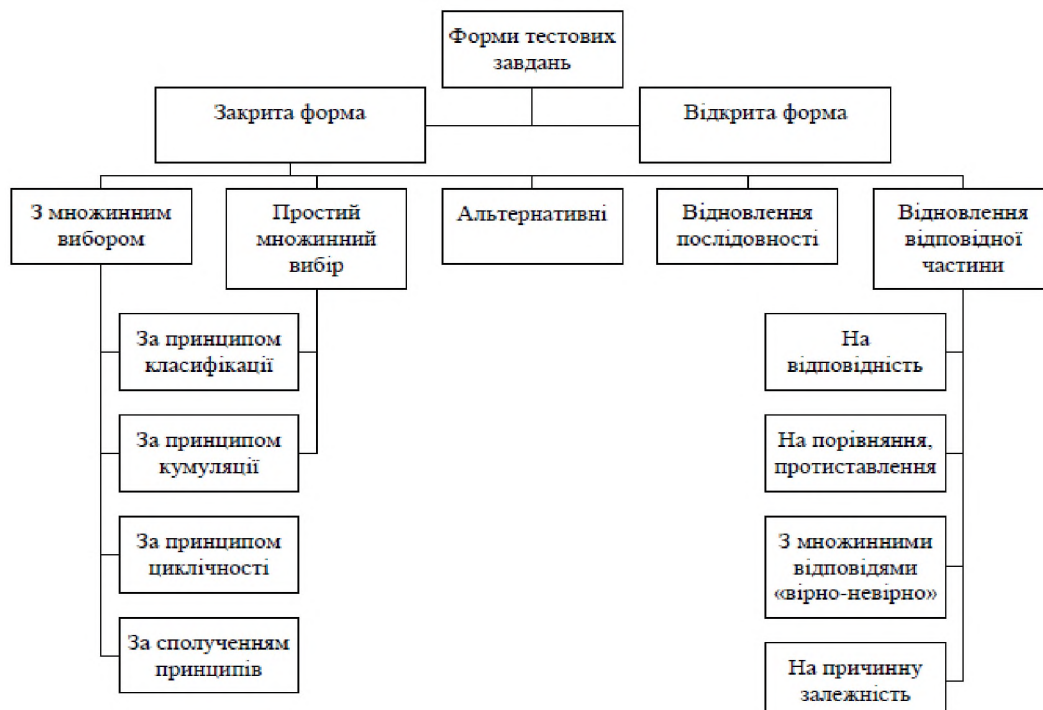 Форми тестових
завдань
Закрита форма
Відкрита форма
З множинним
вибором
Простий
множинний
вибір
Альтернативні
Відновлення
послідовності
Відновлення
відповідної
частини
За принципом
класифікації
За принципом
кумуляції
За принципом
циклічності
За сполученням
принципів
На
відповідність
На порівняння,
протиставлення
З множинними
відповідями
«вірно-невірно»
На причинну
залежність